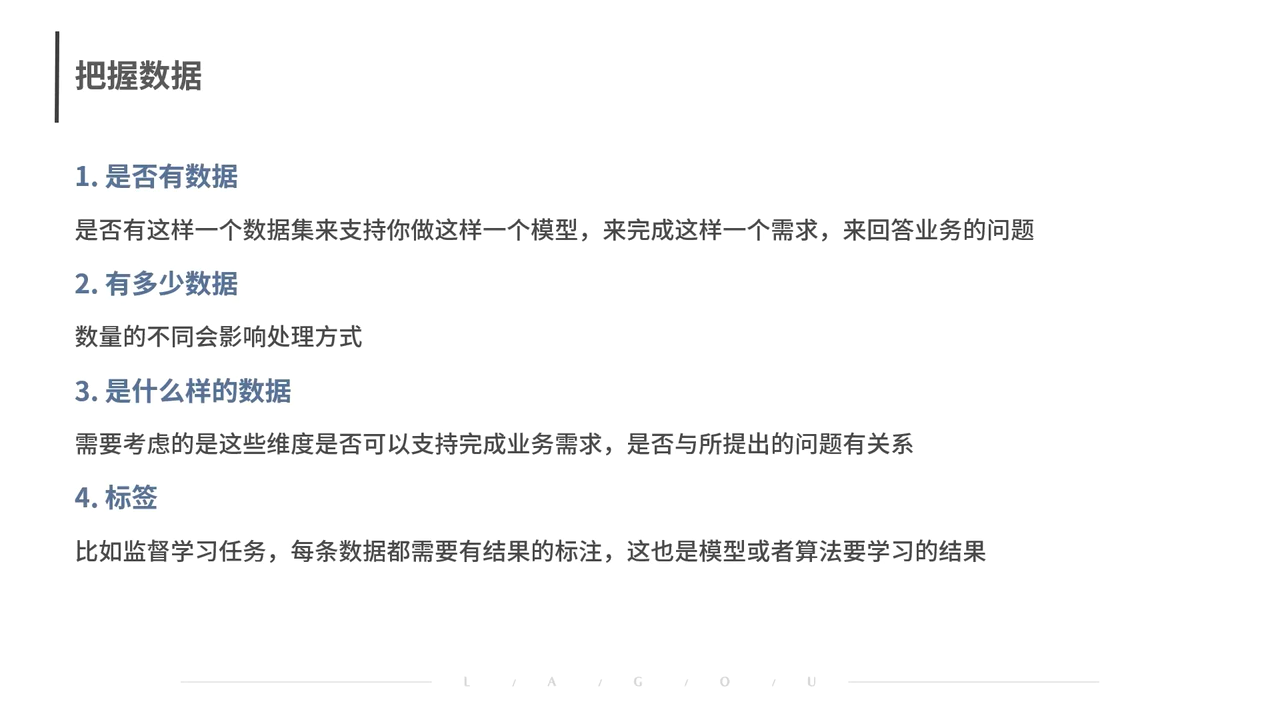 把握数据
1. 是否有数据
是否有这样一个数据集来支持你做这样一个模型，来完成这样一个需求，来回答业务的问题
2. 有多少数据
数量的不同会影响处理方式
3. 是什么样的数据
需要考虑的是这些维度是否可以支持完成业务需求，是否与所提出的问题有关系
4. 标签
比如监督学习任务，每条数据都需要有结果的标注，这也是模型或者算法要学习的结果
L / A / G / O / U